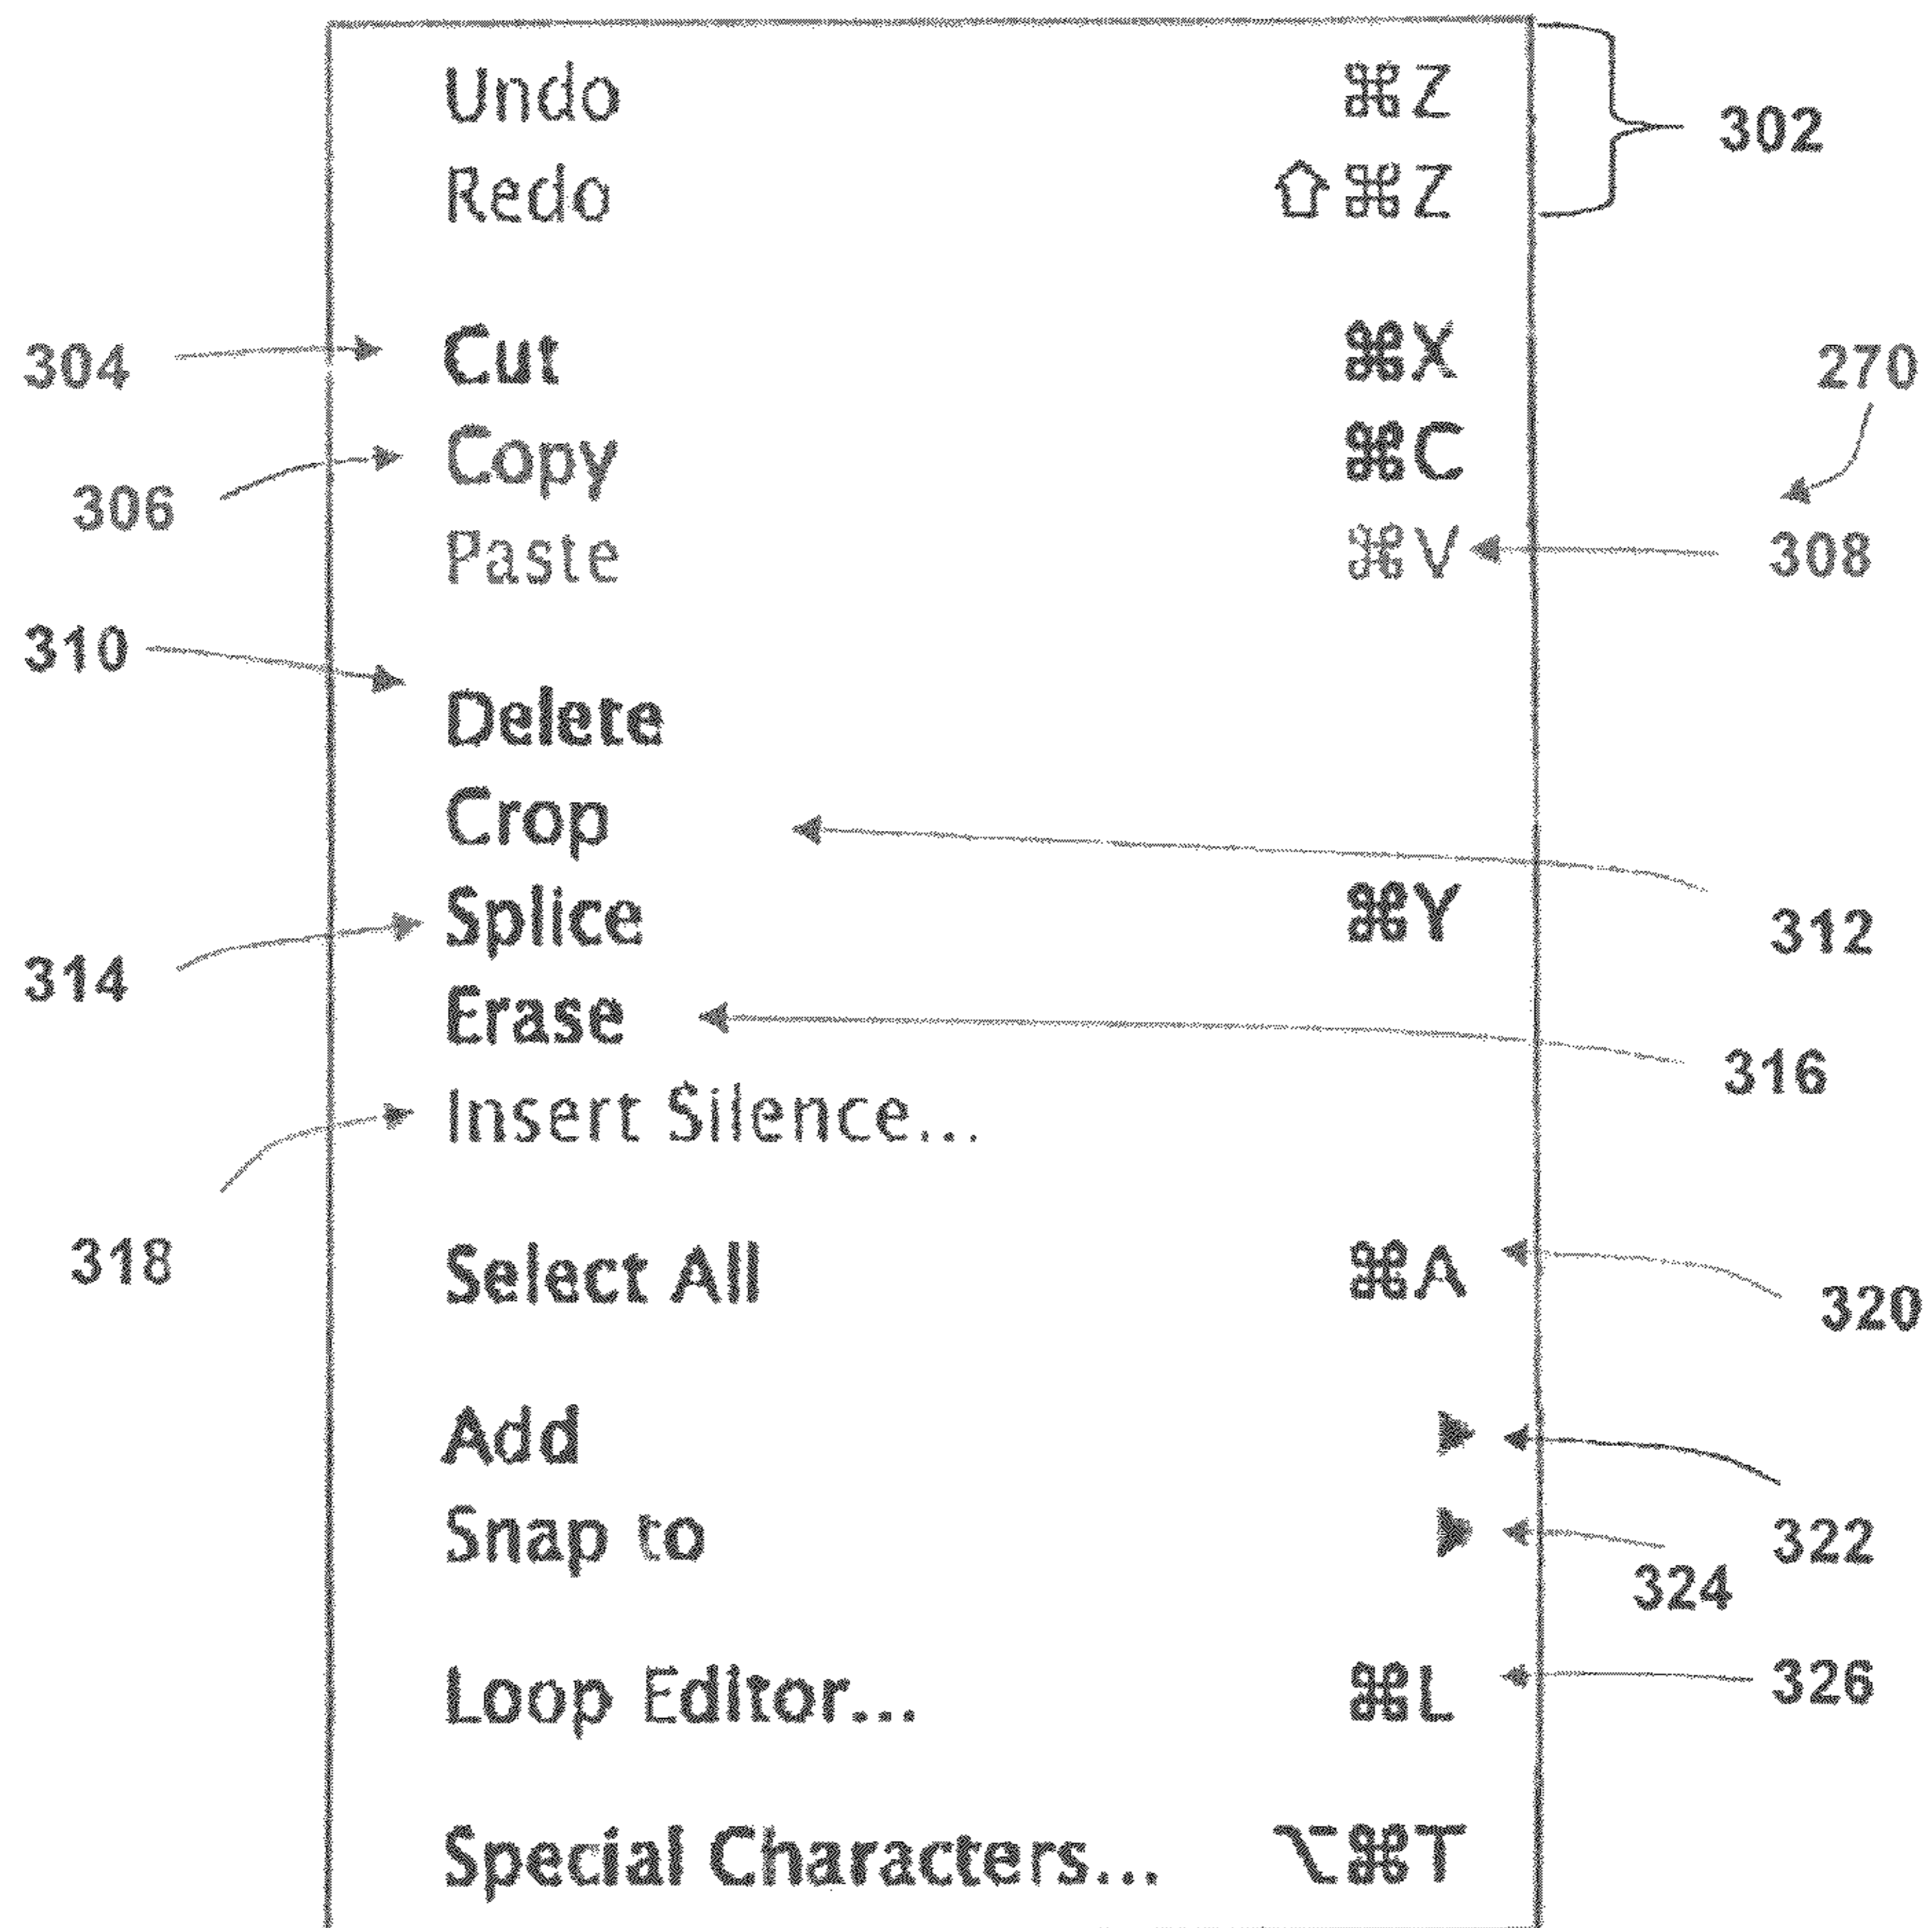 Undo ⌘Z
302
Redo ⇧⌘Z
304 Cut ⌘X 270
306 Copy ⌘C
Paste ⌘V 308
310
Delete
Crop
312
314 Splice ⌘Y
Erase
316
Insert Silence...
318
Select All ⌘A 320
Add
322
Snap to
324
Loop Editor... ⌘L 326
Special Characters... ⌥⌘T